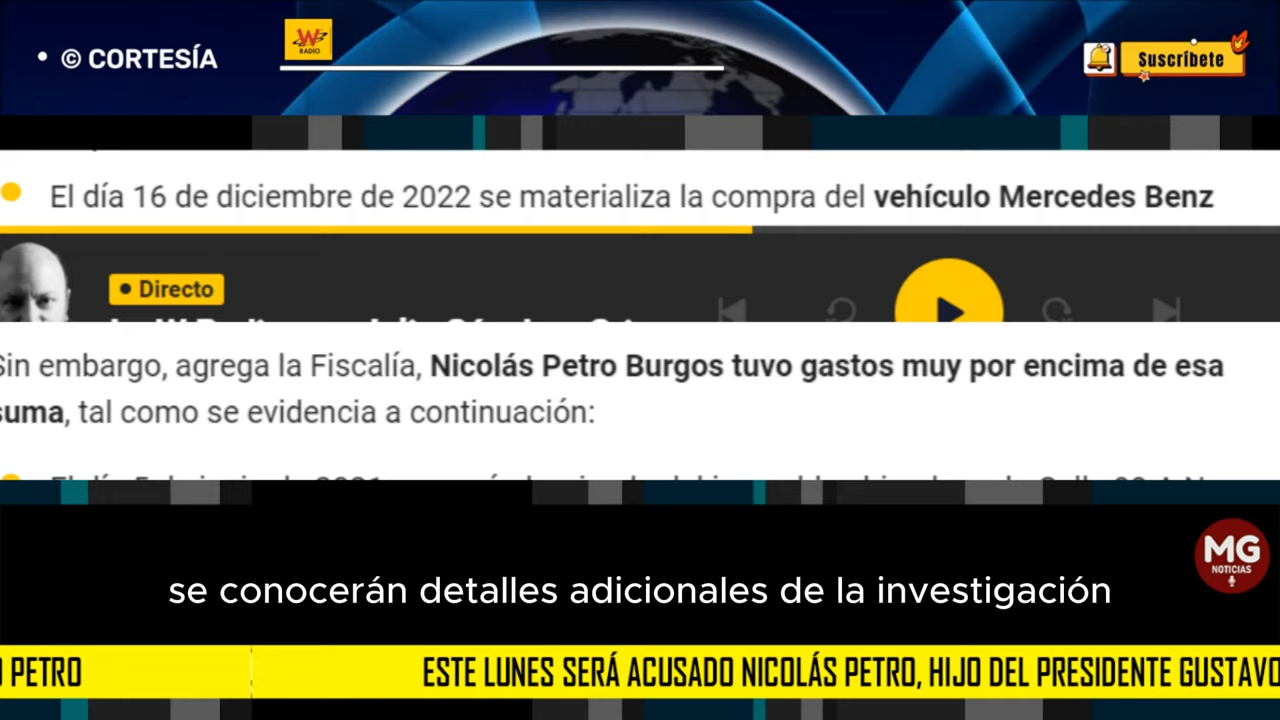 • © CORTESÍA
W
RADIO
Suscríbete
El día 16 de diciembre de 2022 se materializa la compra del vehículo Mercedes Benz
• Directo
Sin embargo, agrega la Fiscalía, Nicolás Petro Burgos tuvo gastos muy por encima de esa
suma, tal como se evidencia a continuación:
MG
NOTICIAS
se conocerán detalles adicionales de la investigación
PETRO
ESTE LUNES SERÁ ACUSADO NICOLÁS PETRO, HIJO DEL PRESIDENTE GUSTAVO